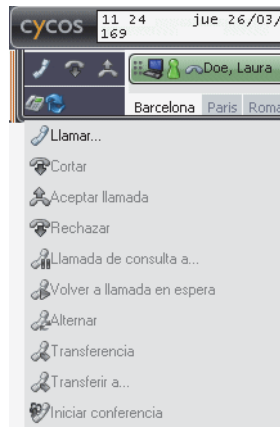 cycos
11 24 jue 26/03/
169
Doe, Laura
Barcelona Paris Roma
Llamar...
Cortar
Aceptar llamada
Rechazar
Llamada de consulta a...
Volver a llamada en espera
Alternar
Transferencia
Transferir a...
Iniciar conferencia